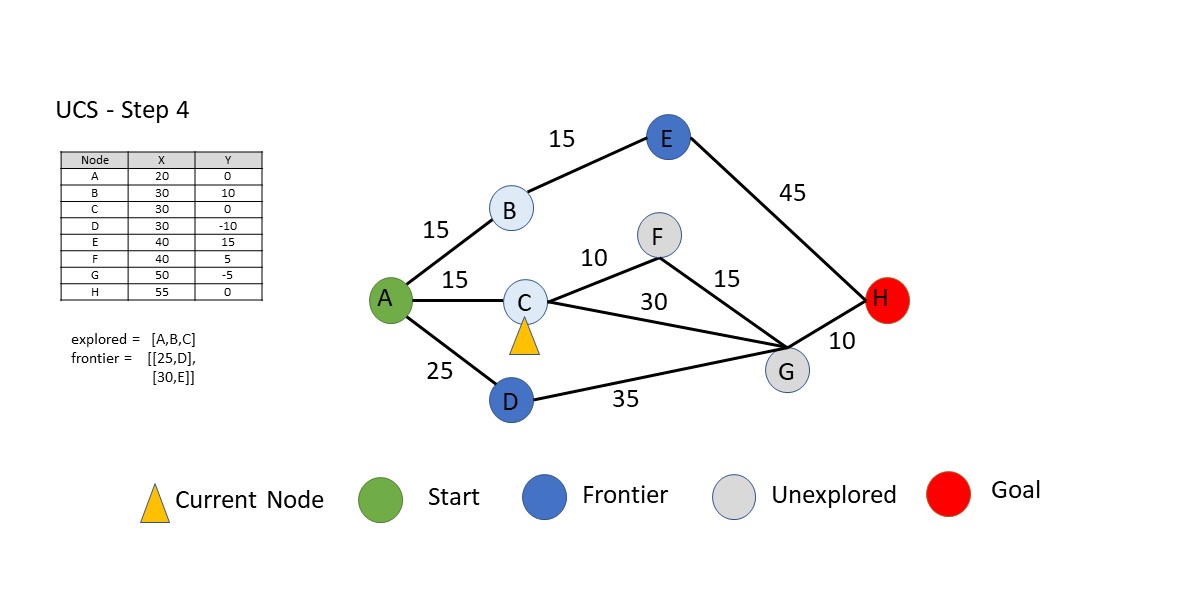 UCS - Step 4
Node X Y
A 20 0
B 30 10
C 30 0
D 30 -10
E 40 15
F 40 5
G 50 -5
H 55 0
explored = [A,B,C]
frontier = [[25,D],
[30,E]]
15
E
45
B
15
F
10
15
15
30
A
C
H
10
25
G
D
35
Current Node
Start
Frontier
Unexplored
Goal